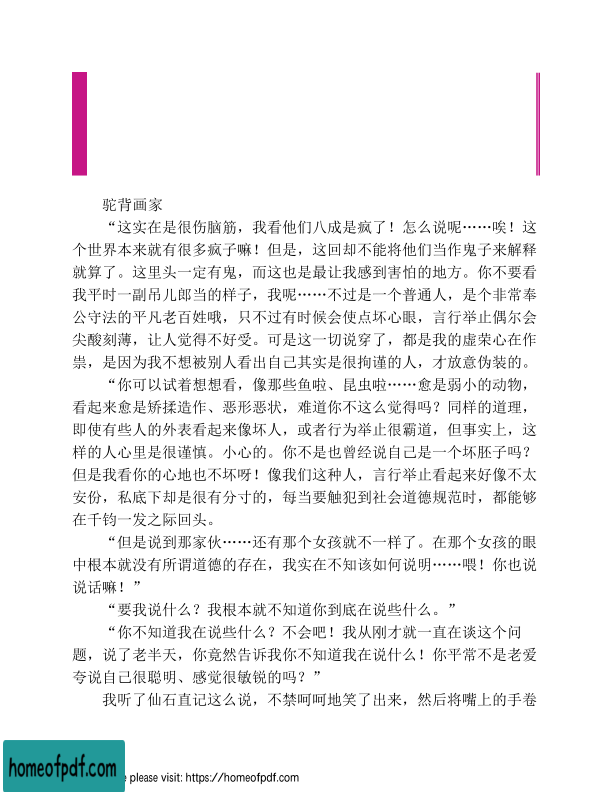 驼背画家
“这实在是很伤脑筋，我看他们八成是疯了！怎么说呢……唉！这
个世界本来就有很多疯子嘛！但是，这回却不能将他们当作鬼子来解释
就算了。这里头一定有鬼，而这也是最让我感到害怕的地方。你不要看
我平时一副吊儿郎当的样子，我呢……不过是一个普通人，是个非常奉
公守法的平凡老百姓哦，只不过有时候会使点坏心眼，言行举止偶尔会
尖酸刻薄，让人觉得不好受。可是这一切说穿了，都是我的虚荣心在作
祟，是因为我不想被别人看出自己其实是很拘谨的人，才放意伪装的。
“你可以试着想想看，像那些鱼啦、昆虫啦……愈是弱小的动物，
看起来愈是矫揉造作、恶形恶状，难道你不这么觉得吗？同样的道理，
即使有些人的外表看起来像坏人，或者行为举止很霸道，但事实上，这
样的人心里是很谨慎。小心的。你不是也曾经说自己是一个坏胚子吗？
但是我看你的心地也不坏呀！像我们这种人，言行举止看起来好像不太
安份，私底下却是很有分寸的，每当要触犯到社会道德规范时，都能够
在千钧一发之际回头。
“但是说到那家伙……还有那个女孩就不一样了。在那个女孩的眼
中根本就没有所谓道德的存在，我实在不知该如何说明……喂！你也说
说话嘛！”
“要我说什么？我根本就不知道你到底在说些什么。”
“你不知道我在说些什么？不会吧！我从刚才就一直在谈这个问
题，说了老半天，你竟然告诉我你不知道我在说什么！你平常不是老爱
夸说自己很聪明、感觉很敏锐的吗？”
我听了仙石直记这么说，不禁呵呵地笑了出来，然后将嘴上的手卷
homeofpdf.com
e please visit: https://homeofpdf.com